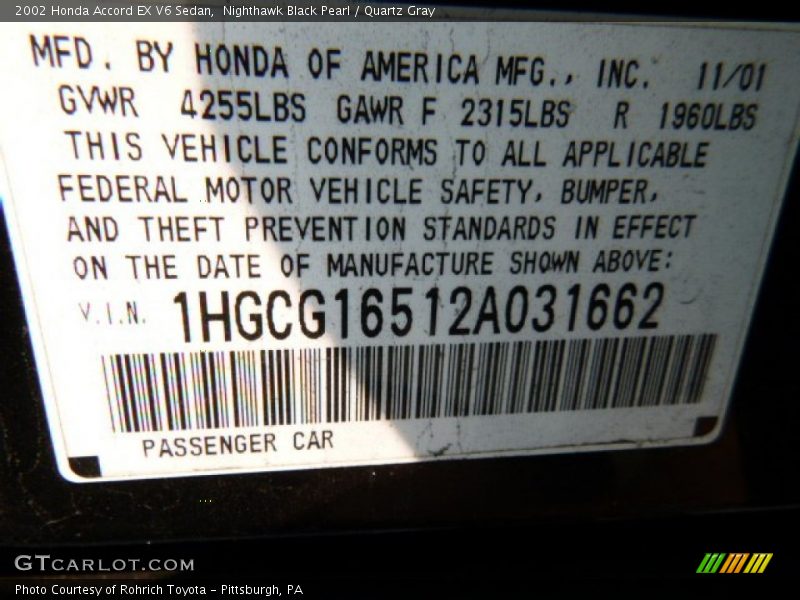 2002 Honda Accord EX V6 Sedan,  Nighthawk Black Pearl / Quartz Gray
MFD. BY HONDA OF AMERICA MFG., INC.  11/01
GVWR  4255LBS  GAWR F  2315LBS  R  1960LBS
THIS VEHICLE CONFORMS TO ALL APPLICABLE
FEDERAL MOTOR VEHICLE SAFETY, BUMPER,
AND THEFT PREVENTION STANDARDS IN EFFECT
ON THE DATE OF MANUFACTURE SHOWN ABOVE:
V.I.N. 1HGCG16512A031662
PASSENGER CAR
GTCARLOT.COM
Photo Courtesy of Rohrich Toyota - Pittsburgh, PA